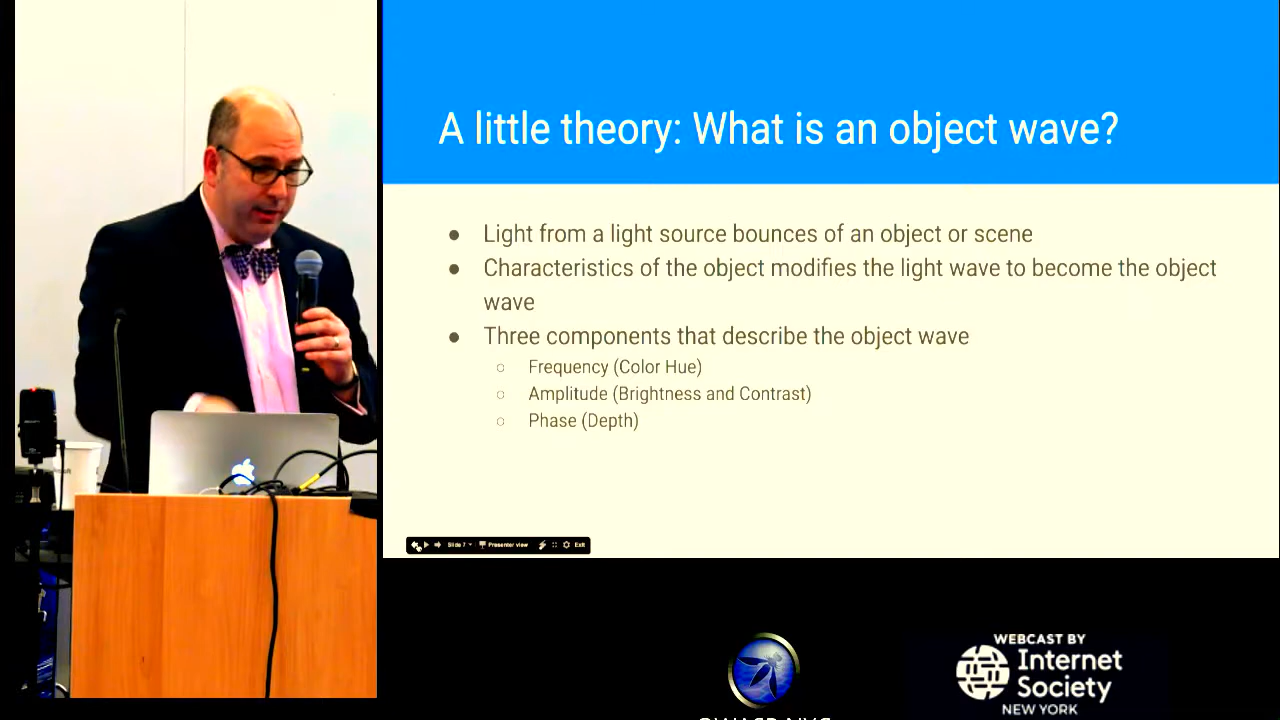 A little theory: What is an object wave?
● Light from a light source bounces of an object or scene
● Characteristics of the object modifies the light wave to become the object
wave
● Three components that describe the object wave
○ Frequency (Color Hue)
○ Amplitude (Brightness and Contrast)
○ Phase (Depth)
Slide 7 Presenter view Exit
WEBCAST BY
Internet
Society
NEW YORK